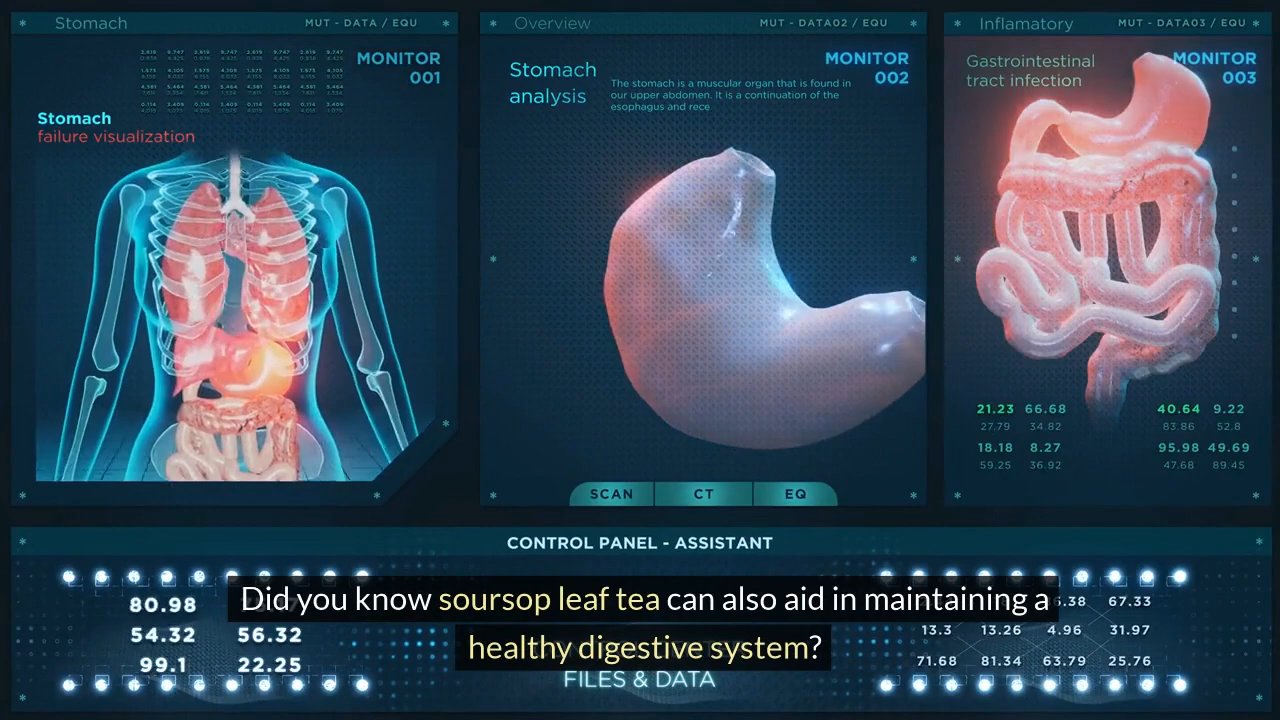 Stomach
MUT - DATA / EQU
MONITOR
001
Stomach
failure visualization
Overview
MUT - DATA02 / EQU
MONITOR
002
Stomach
analysis
The stomach is a muscular organ that is found in
our upper abdomen. It is a continuation of the
esophagus and rece
SCAN
CT
EQ
Inflamatory
MUT - DATA03 / EQU
MONITOR
003
Gastrointestinal
tract infection
21.23 66.68
27.79 34.82
18.18 8.27
59.25 36.92
40.64 9.22
83.86 52.8
95.98 49.69
47.68 89.45
CONTROL PANEL - ASSISTANT
80.98
54.32 56.32
99.1 22.25
67.33
13.3 13.26 4.96 31.97
71.68 81.34 63.79 25.76
Did you know soursop leaf tea can also aid in maintaining a
healthy digestive system?
FILES & DATA